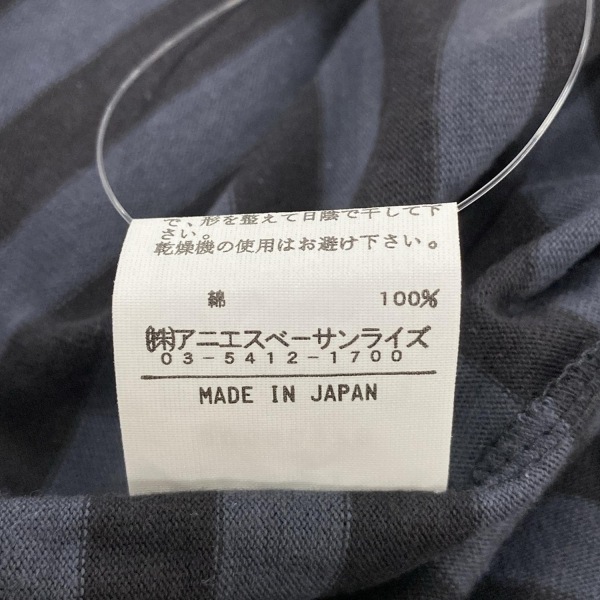 で、形を整えて日陰で干して下
さい。
乾燥機の使用はお避け下さい。
綿 100%
㈱アニエスベーサンライズ
03-5412-1700
MADE IN JAPAN